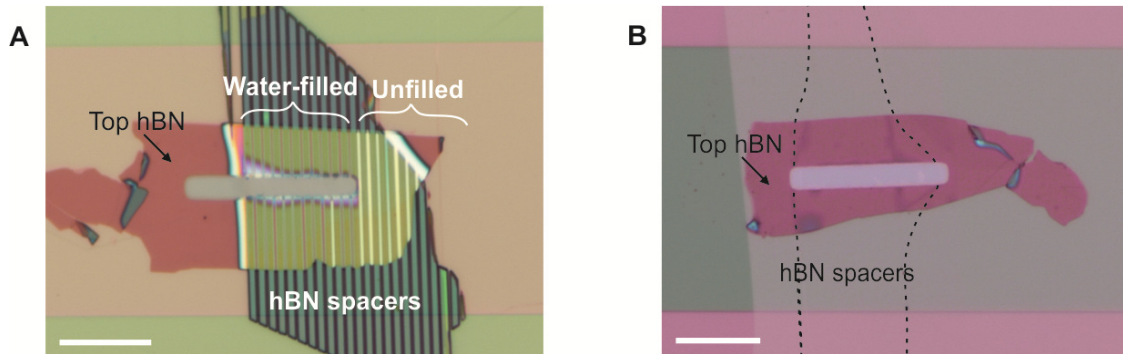 A
Water-filled
Unfilled
Top hBN
hBN spacers
B
Top hBN
hBN spacers